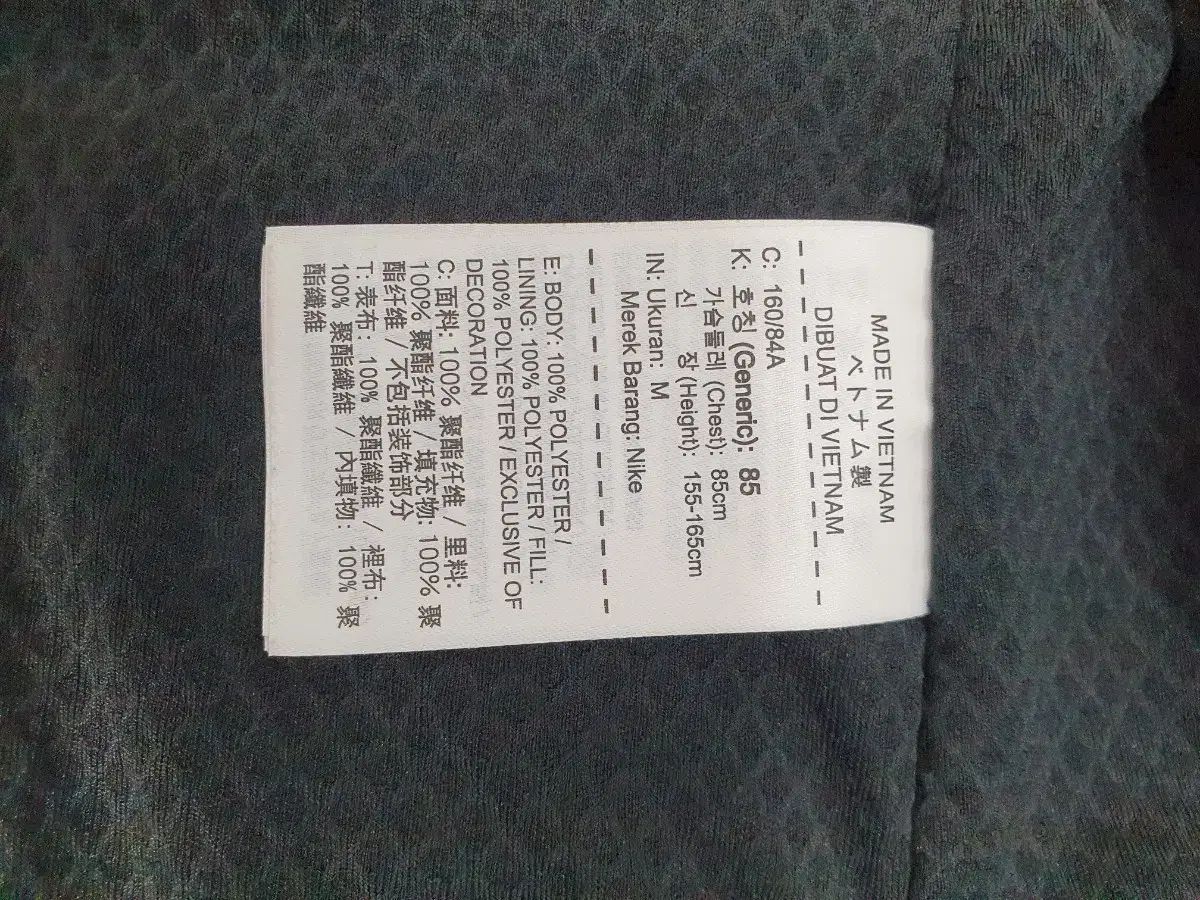 MADE IN VIETNAM
ベトナム製
DIBUAT DI VIETNAM
C: 160/84A
K: 호칭 (Generic): 85
가슴둘레 (Chest): 85cm
신 장 (Height): 155-165cm
IN: Ukuran: M
Merek Barang: Nike
E: BODY: 100% POLYESTER /
LINING: 100% POLYESTER / FILL:
100% POLYESTER / EXCLUSIVE OF
DECORATION
C: 面料: 100% 聚酯纤维 / 里料:
100% 聚酯纤维 / 填充物: 100% 聚
酯纤维 / 不包括装饰部分
T: 表布: 100% 聚酯纖維 / 裡布:
100% 聚酯纖維 / 內填物: 100% 聚
酯纖維